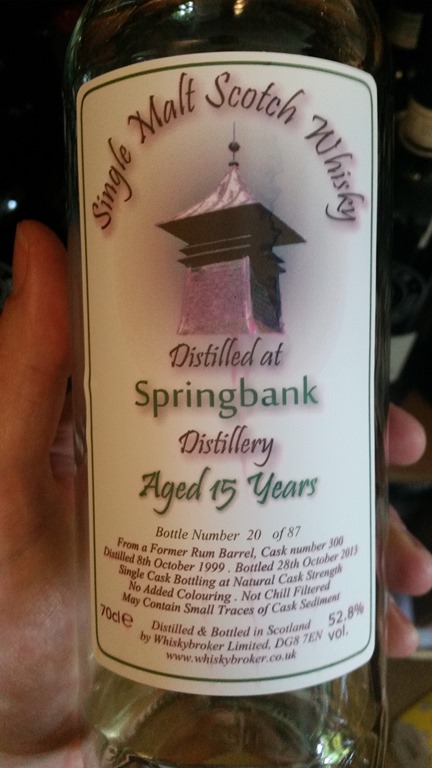 Single Malt Scotch Whisky
Distilled at
Springbank
Distillery
Aged 15 Years
Bottle Number 20 of 87
From a Former Rum Barrel, Cask number 300
Distilled 8th October 1999 . Bottled 28th October 2013
Single Cask Bottling at Natural Cask Strength
No Added Colouring . Not Chill Filtered
May Contain Small Traces of Cask Sediment
70cl e
52.8% vol.
Distilled & Bottled in Scotland
by Whiskybroker Limited, DG8 7EN
www.whiskybroker.co.uk